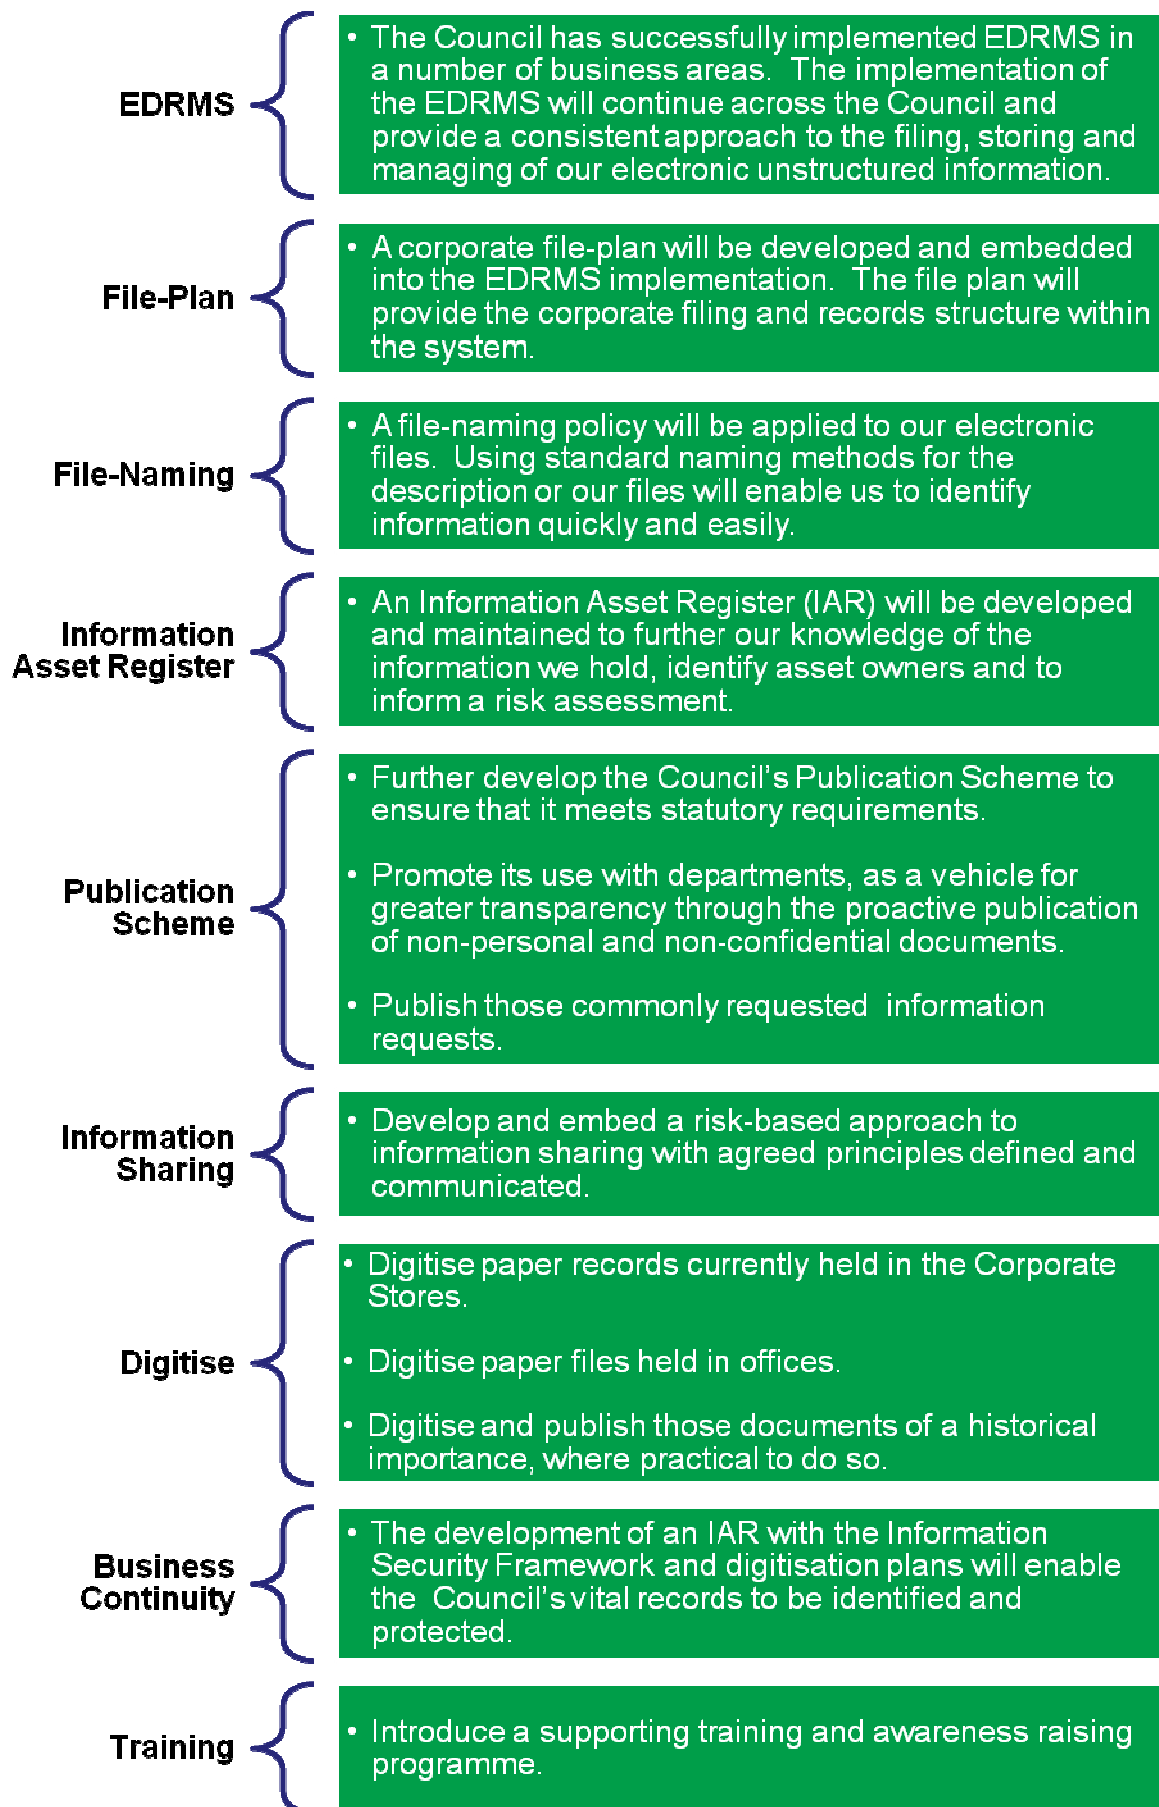 EDRMS
• The Council has successfully implemented EDRMS in
a number of business areas.  The implementation of
the EDRMS will continue across the Council and
provide a consistent approach to the filing, storing and
managing of our electronic unstructured information.
File-Plan
• A corporate file-plan will be developed and embedded
into the EDRMS implementation.  The file plan will
provide the corporate filing and records structure within
the system.
File-Naming
• A file-naming policy will be applied to our electronic
files.  Using standard naming methods for the
description or our files will enable us to identify
information quickly and easily.
Information
Asset Register
• An Information Asset Register (IAR) will be developed
and maintained to further our knowledge of the
information we hold, identify asset owners and to
inform a risk assessment.
Publication
Scheme
• Further develop the Council's Publication Scheme to
ensure that it meets statutory requirements.
• Promote its use with departments, as a vehicle for
greater transparency through the proactive publication
of non-personal and non-confidential documents.
• Publish those commonly requested  information
requests.
Information
Sharing
• Develop and embed a risk-based approach to
information sharing with agreed principles defined and
communicated.
Digitise
• Digitise paper records currently held in the Corporate
Stores.
• Digitise paper files held in offices.
• Digitise and publish those documents of a historical
importance, where practical to do so.
Business
Continuity
• The development of an IAR with the Information
Security Framework and digitisation plans will enable
the  Council's vital records to be identified and
protected.
Training
• Introduce a supporting training and awareness raising
programme.